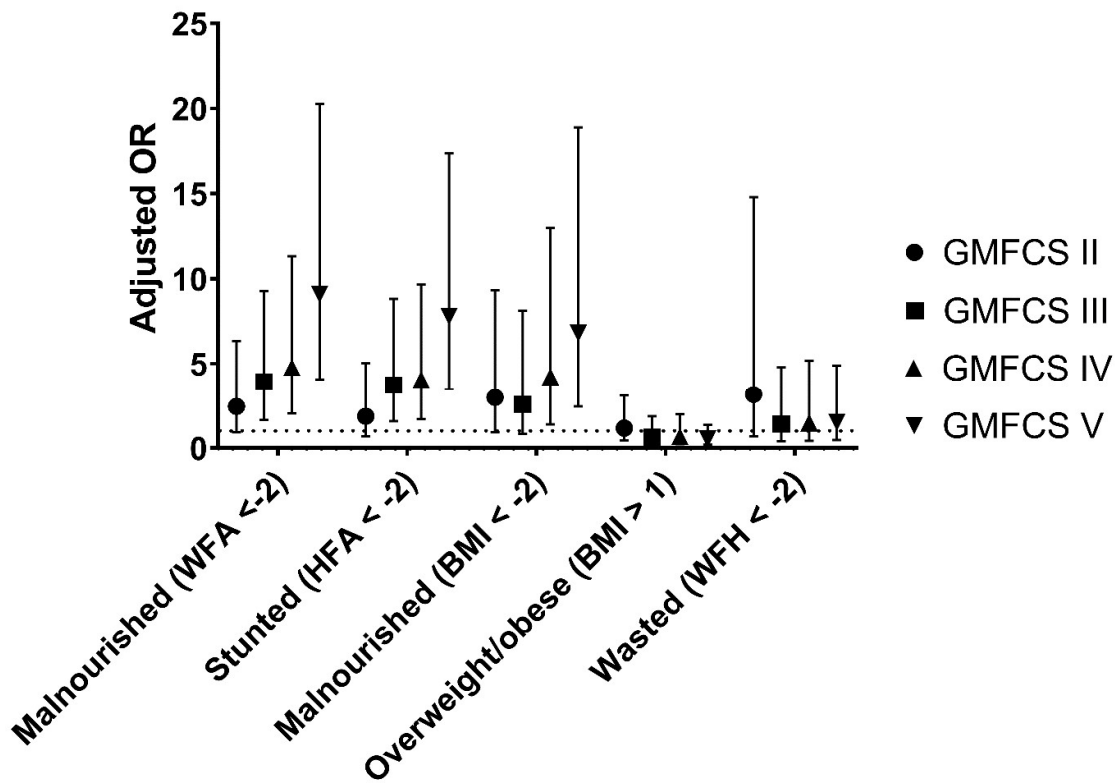 Adjusted OR
25
20
15
10
5
0
Malnourished (WFA <-2)
Stunted (HFA < -2)
Malnourished (BMI < -2)
Overweight/obese (BMI > 1)
Wasted (WFH < -2)
GMFCS II
GMFCS III
GMFCS IV
GMFCS V